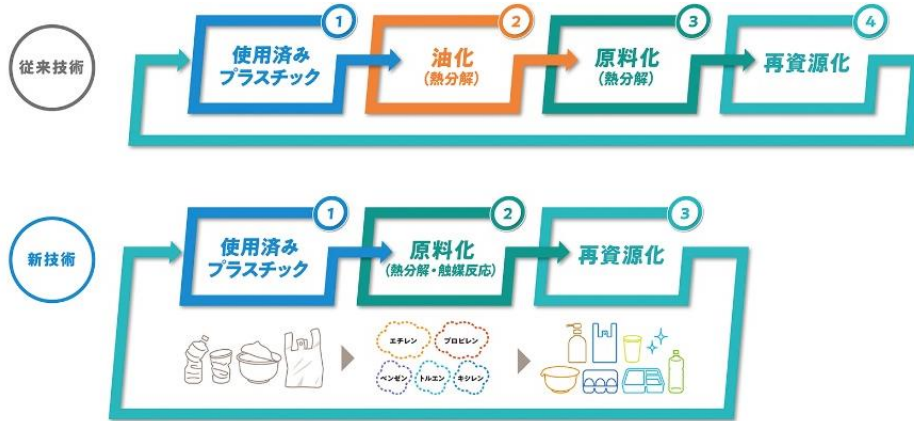 従来技術
1
使用済み
プラスチック
2
油化
(熱分解)
3
原料化
(熱分解)
4
再資源化
新技術
1
使用済み
プラスチック
2
原料化
(熱分解・触媒反応)
3
再資源化
エチレン
プロピレン
ベンゼン
トルエン
キシレン